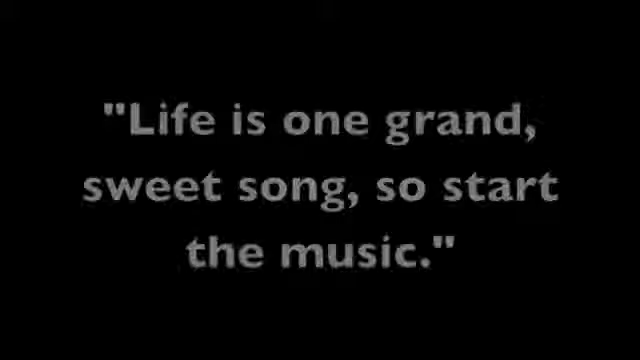 "Life is one grand,
sweet song, so start
the music."